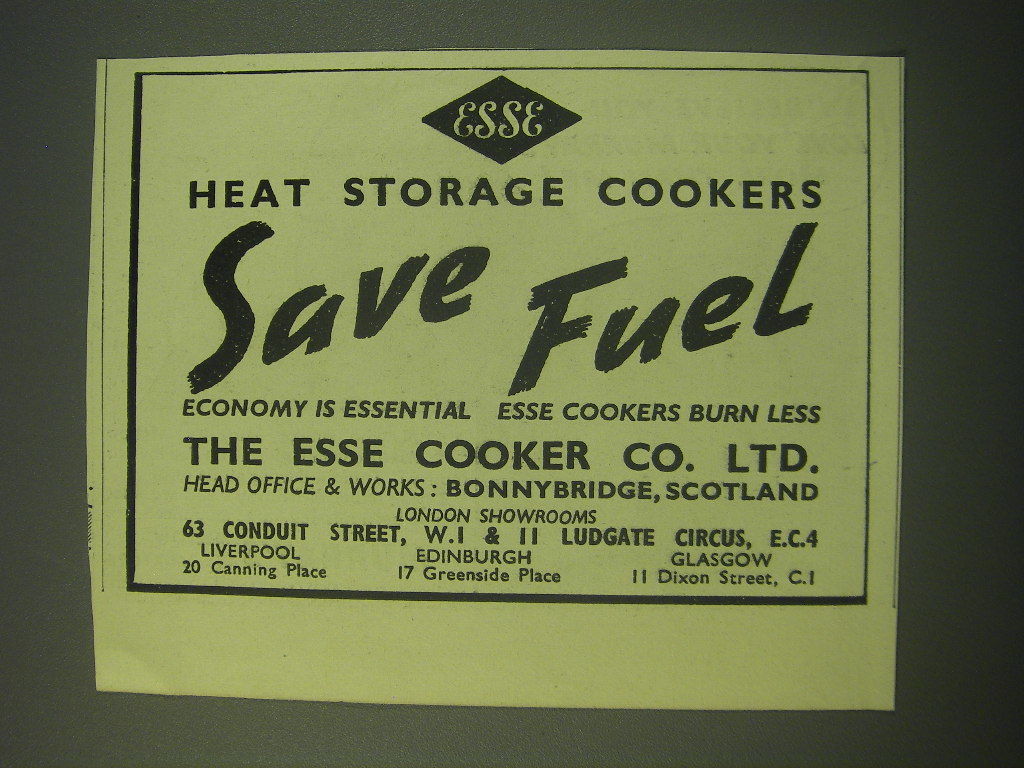 ESSE
HEAT STORAGE COOKERS
Save Fuel
ECONOMY IS ESSENTIAL ESSE COOKERS BURN LESS
THE ESSE COOKER CO. LTD.
HEAD OFFICE & WORKS: BONNYBRIDGE, SCOTLAND
LONDON SHOWROOMS
63 CONDUIT STREET, W.1 & 11 LUDGATE CIRCUS, E.C.4
LIVERPOOL EDINBURGH GLASGOW
20 Canning Place 17 Greenside Place 11 Dixon Street, C.1